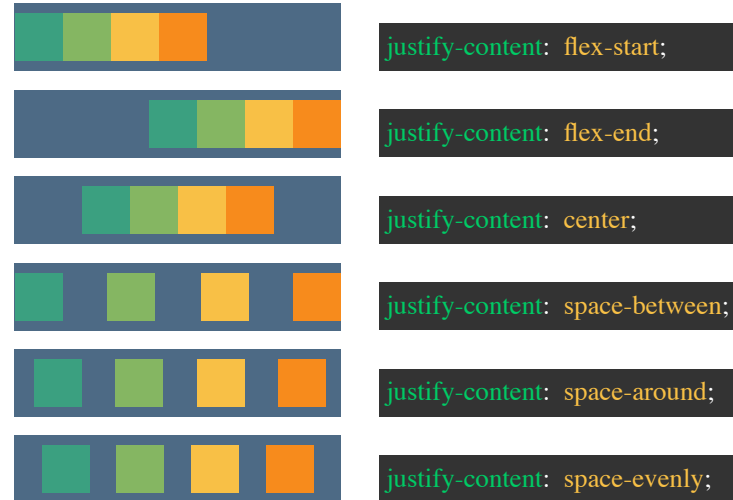 justify-content: flex-start;
justify-content: flex-end;
justify-content: center;
justify-content: space-between;
justify-content: space-around;
justify-content: space-evenly;